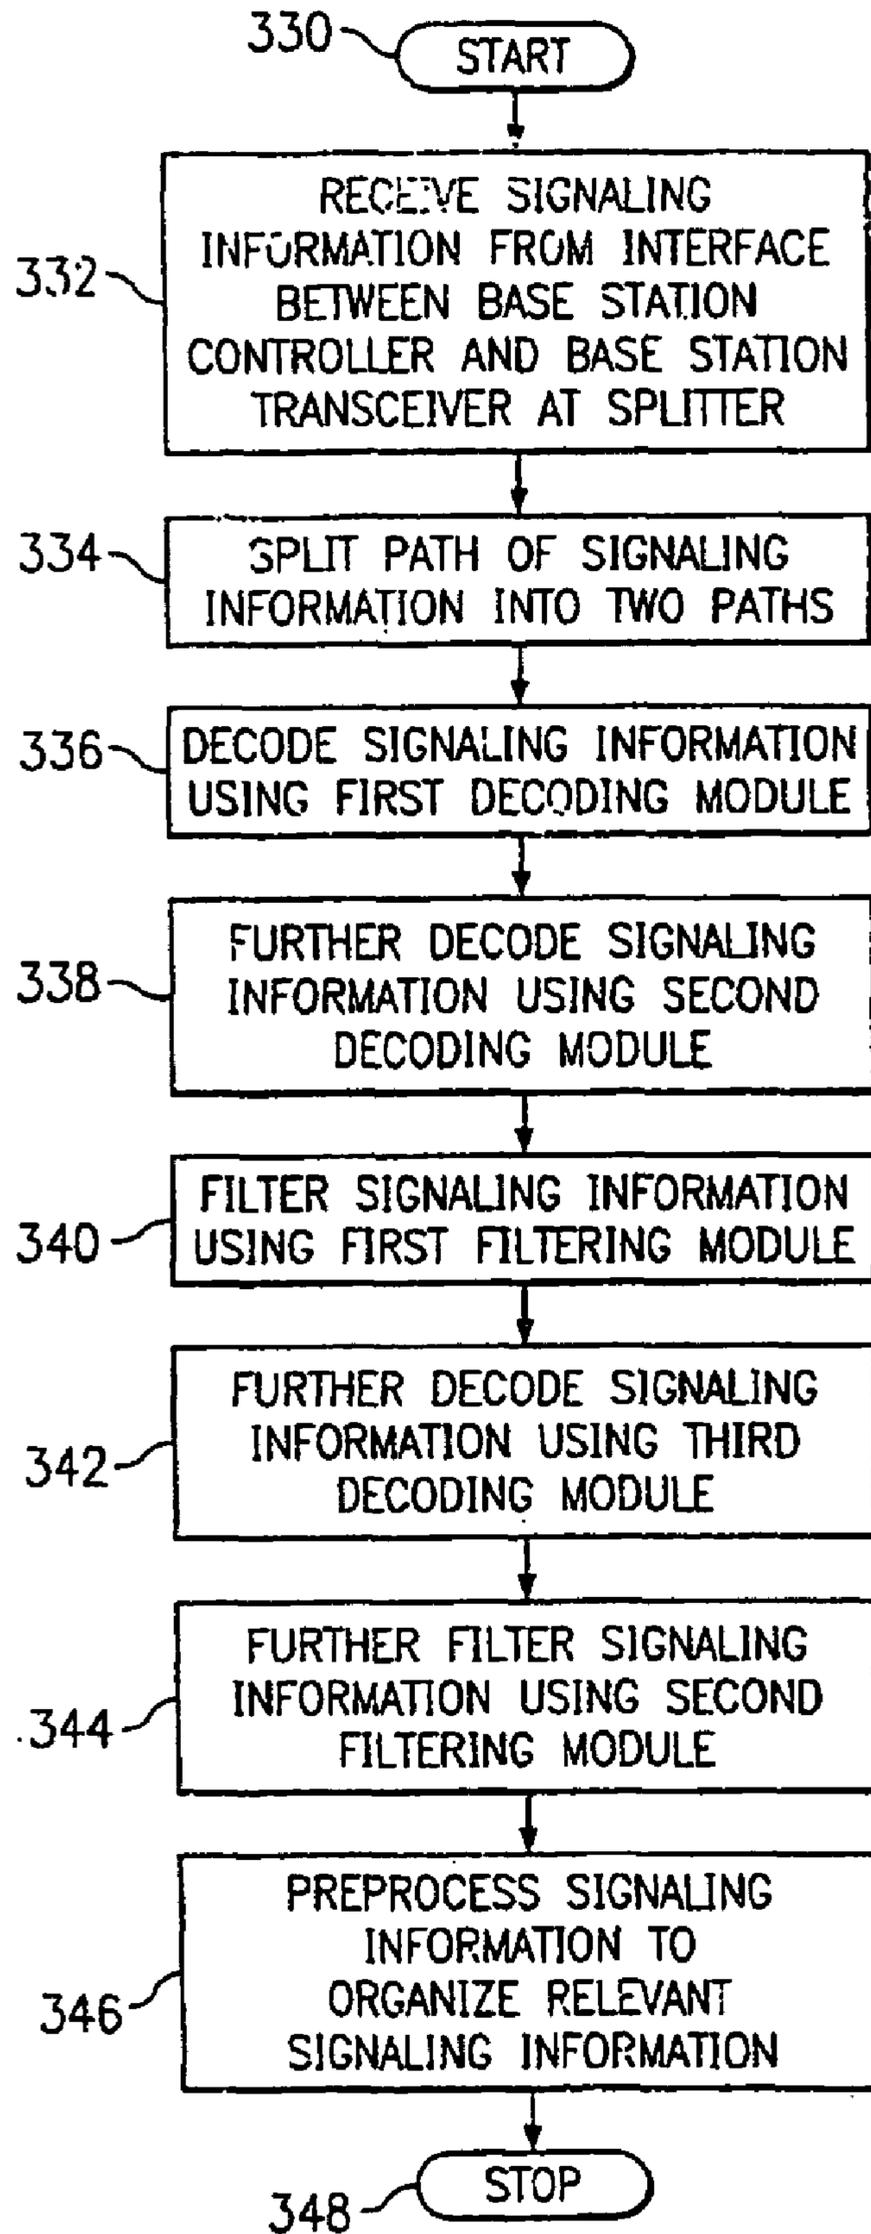 330
START
332
RECEIVE SIGNALING
INFORMATION FROM INTERFACE
BETWEEN BASE STATION
CONTROLLER AND BASE STATION
TRANSCEIVER AT SPLITTER
334
SPLIT PATH OF SIGNALING
INFORMATION INTO TWO PATHS
336
DECODE SIGNALING INFORMATION
USING FIRST DECODING MODULE
338
FURTHER DECODE SIGNALING
INFORMATION USING SECOND
DECODING MODULE
340
FILTER SIGNALING INFORMATION
USING FIRST FILTERING MODULE
342
FURTHER DECODE SIGNALING
INFORMATION USING THIRD
DECODING MODULE
344
FURTHER FILTER SIGNALING
INFORMATION USING SECOND
FILTERING MODULE
346
PREPROCESS SIGNALING
INFORMATION TO
ORGANIZE RELEVANT
SIGNALING INFORMATION
348
STOP